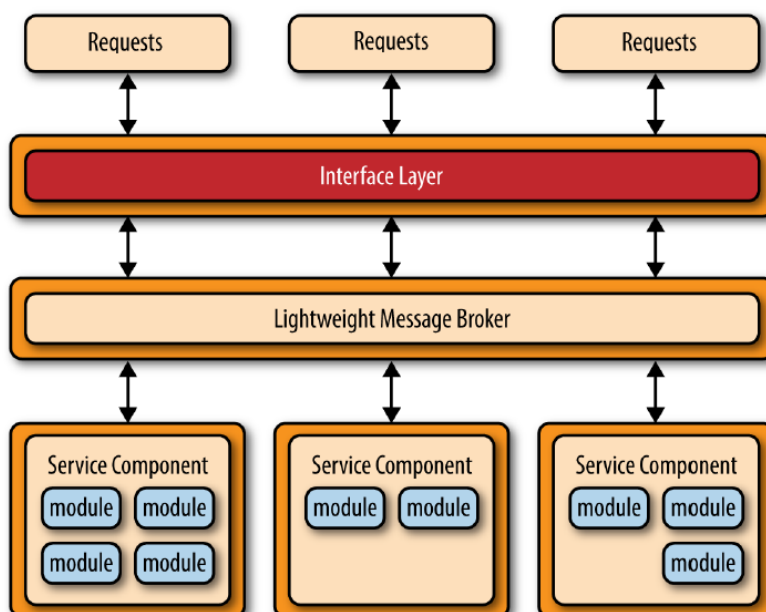 Requests Requests Requests
Interface Layer
Lightweight Message Broker
Service Component Service Component Service Component
module module module module module module
module module module